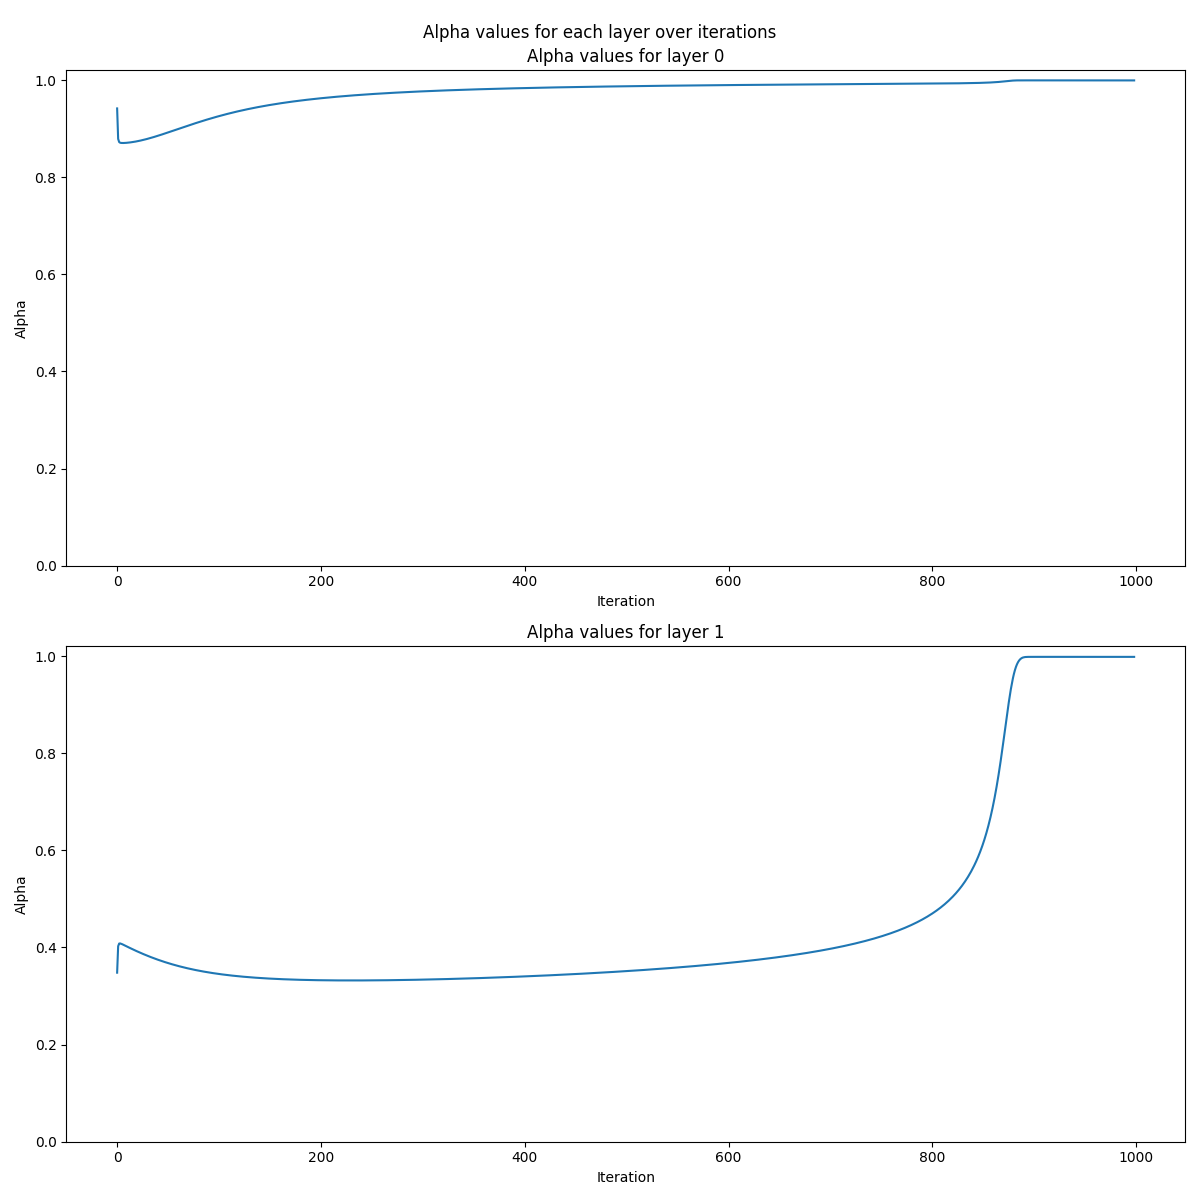 Alpha values for each layer over iterations
Alpha values for layer 0
1.0
0.8
0.6
0.4
0.2
0.0
Alpha
0 200 400 600 800 1000
Iteration
Alpha values for layer 1
1.0
0.8
0.6
0.4
0.2
0.0
Alpha
0 200 400 600 800 1000
Iteration